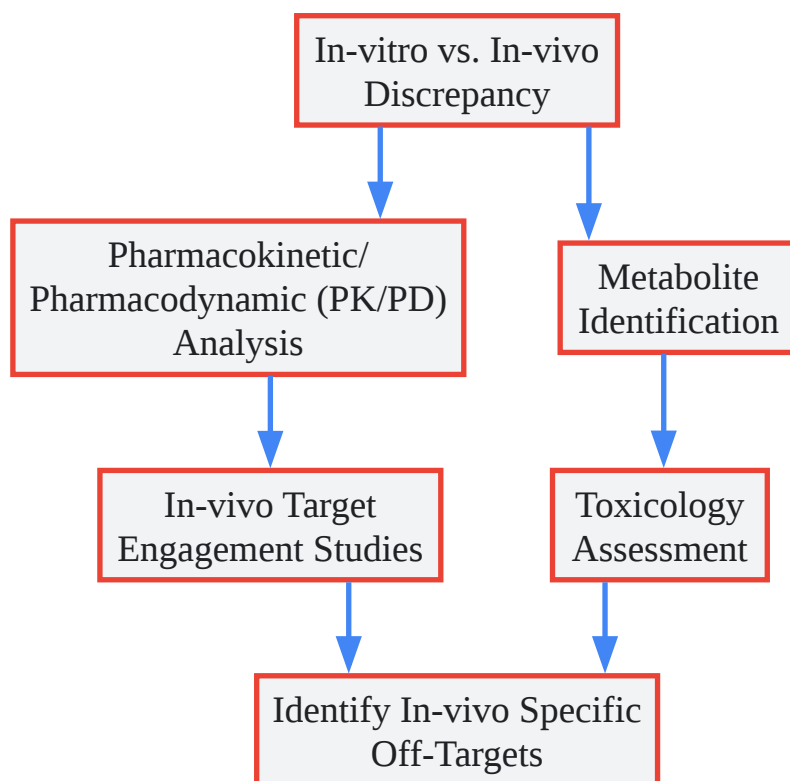 In-vitro vs. In-vivo
Discrepancy
Pharmacokinetic/
Pharmacodynamic (PK/PD)
Analysis
Metabolite
Identification
In-vivo Target
Engagement Studies
Toxicology
Assessment
Identify In-vivo Specific
Off-Targets